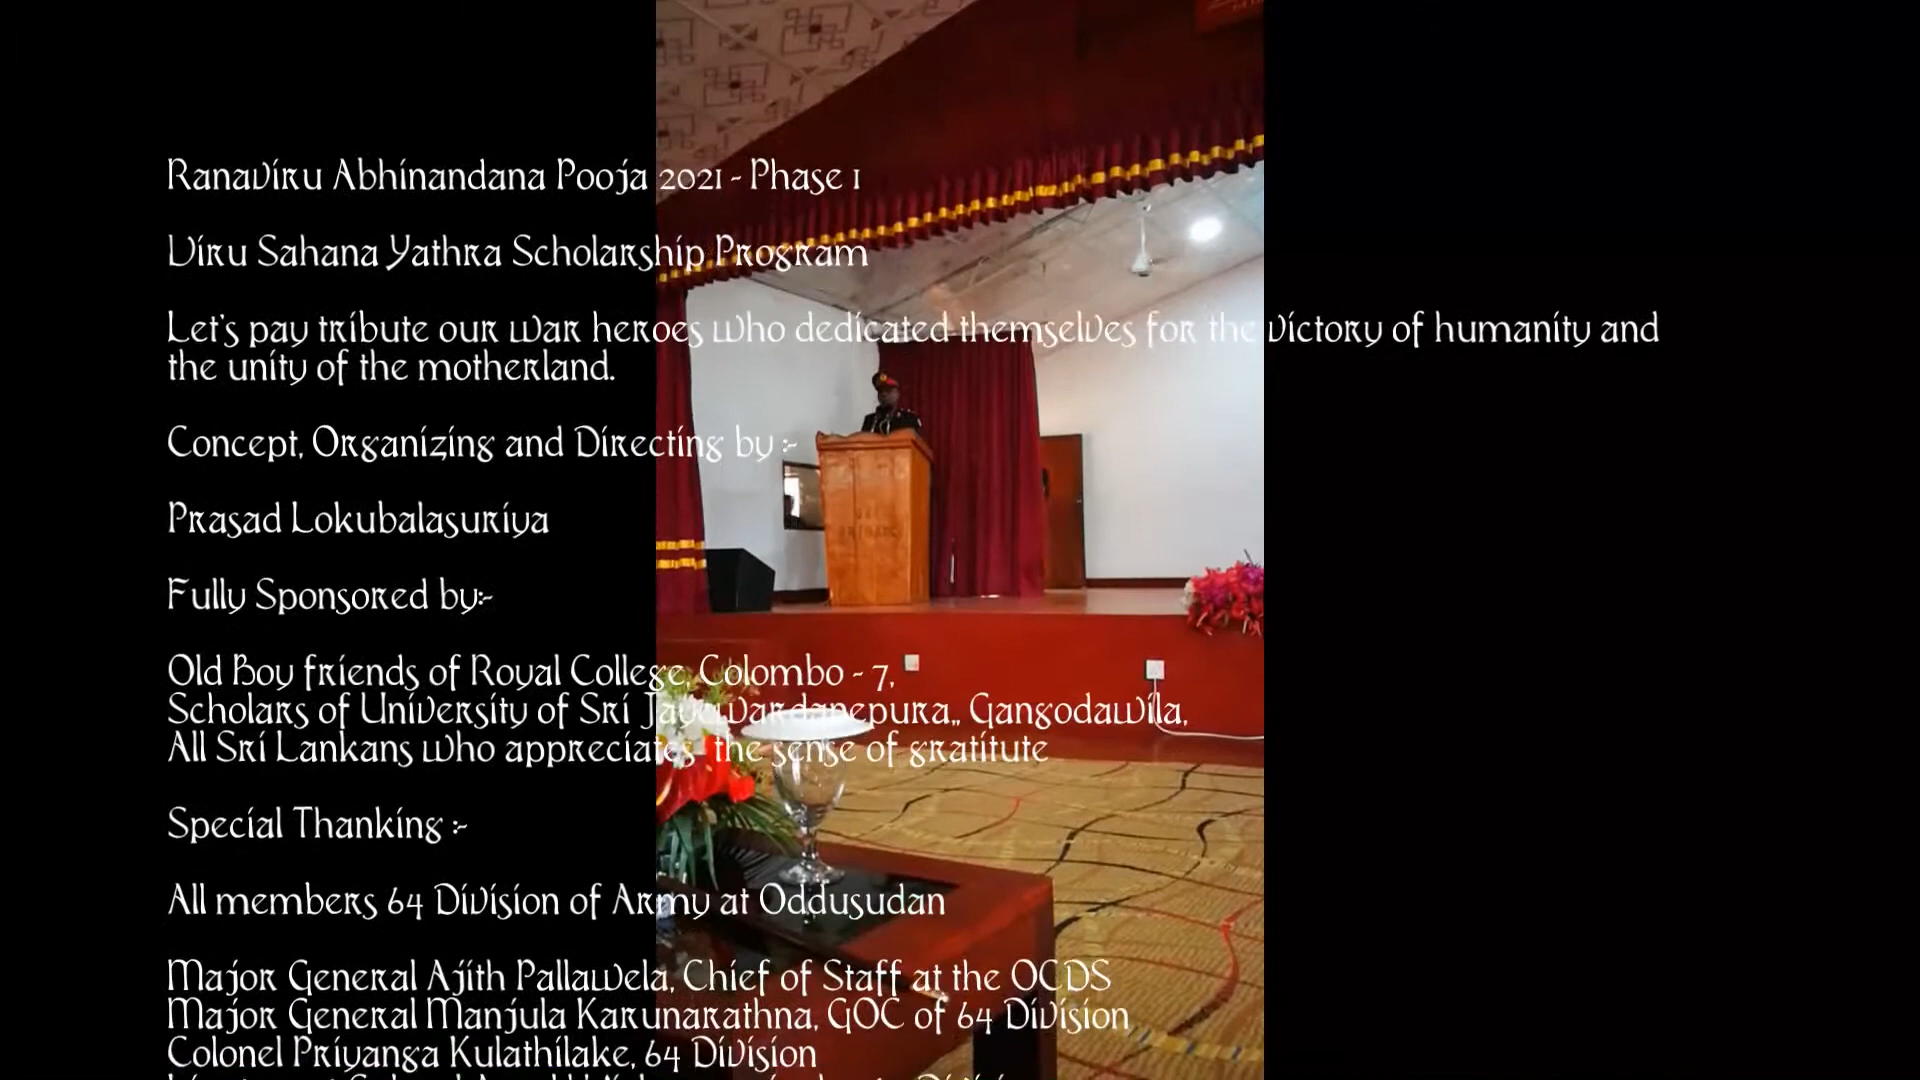 Ranaviru Abhinandana Pooja 2021 - Phase 1
Viru Sahana Yathra Scholarship Program
Let's pay tribute our war heroes who dedicated themselves for the victory of humanity and
the unity of the motherland.
Concept, Organizing and Directing by :-
Prasad Lokubalasuriya
Fully Sponsored by:-
Old Boy friends of Royal College, Colombo - 7,
Scholars of University of Sri Jayewardanepura,, Gangodawila,
All Sri Lankans who appreciates the sense of gratitute
Special Thanking :-
All members 64 Division of Army at Oddusudan
Major General Ajith Pallawela, Chief of Staff at the OCDS
Major General Manjula Karunarathna, GOC of 64 Division
Colonel Priyanga Kulathilake, 64 Division